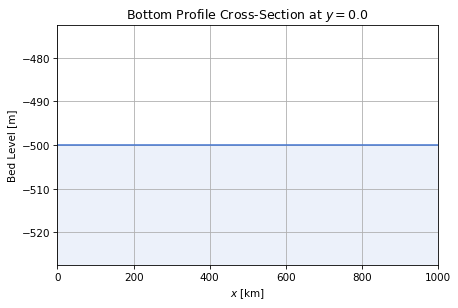 Bottom Profile Cross-Section at y = 0.0
Bed Level [m]
−480
−490
−500
−510
−520
0 200 400 600 800 1000
x [km]